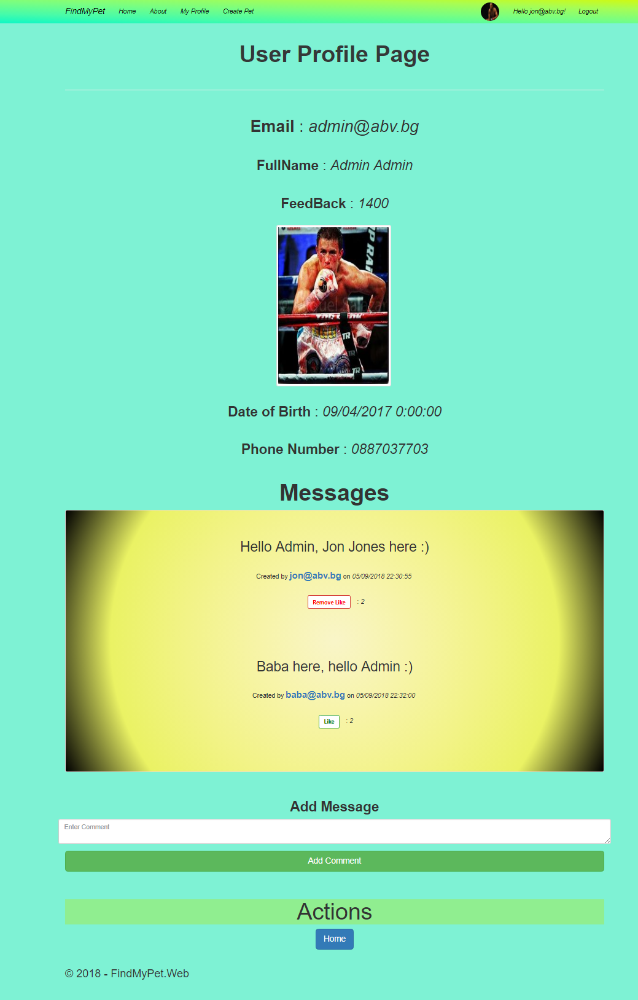 FindMyPet Home About My Profile Create Pet Hello jon@abv.bg! Logout
User Profile Page
Email : admin@abv.bg
FullName : Admin Admin
FeedBack : 1400
TR
TR
Date of Birth : 09/04/2017 0:00:00
Phone Number : 0887037703
Messages
Hello Admin, Jon Jones here :)
Created by jon@abv.bg on 05/09/2018 22:30:55
Remove Like : 2
Baba here, hello Admin :)
Created by baba@abv.bg on 05/09/2018 22:32:00
Like : 2
Add Message
Enter Comment
Add Comment
Actions
Home
© 2018 - FindMyPet.Web